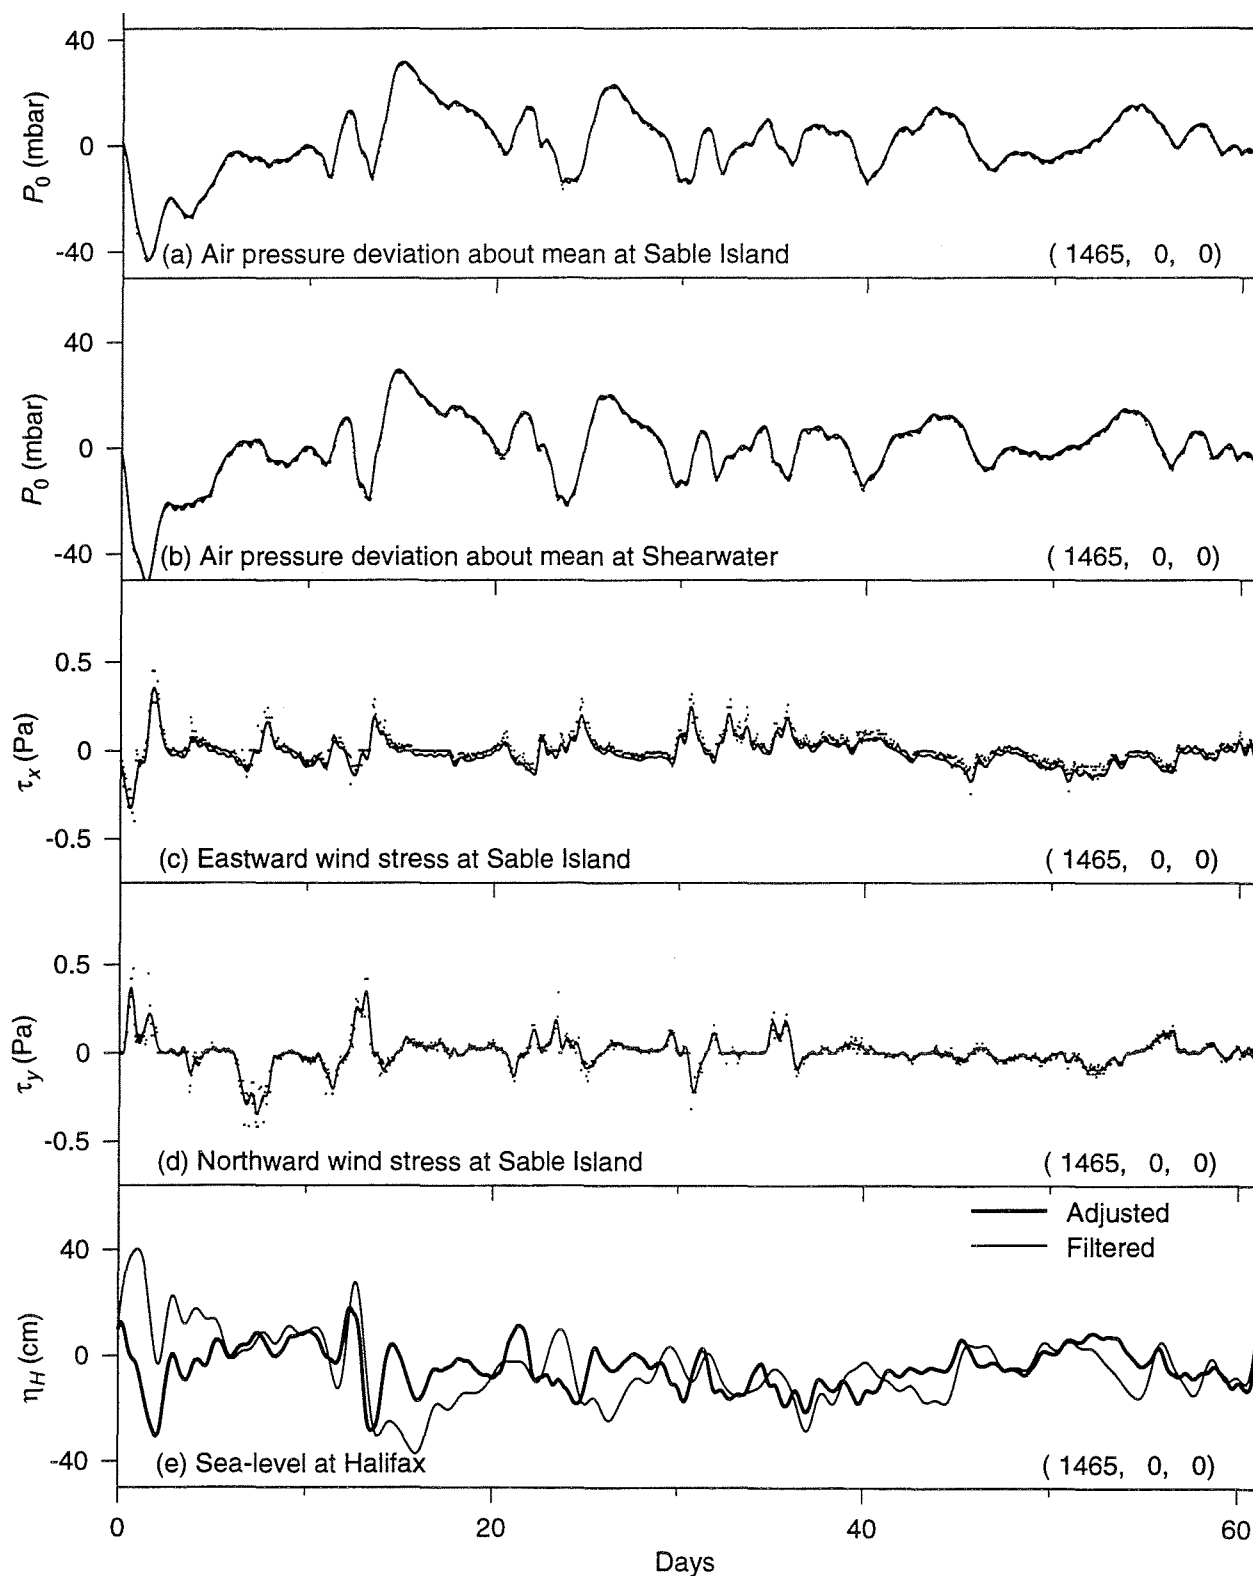 40
0
-40
P0 (mbar)
(a) Air pressure deviation about mean at Sable Island
( 1465, 0, 0)
40
0
-40
P0 (mbar)
(b) Air pressure deviation about mean at Shearwater
( 1465, 0, 0)
0.5
0
-0.5
τx (Pa)
(c) Eastward wind stress at Sable Island
( 1465, 0, 0)
0.5
0
-0.5
τy (Pa)
(d) Northward wind stress at Sable Island
( 1465, 0, 0)
Adjusted
Filtered
40
0
-40
ηH (cm)
(e) Sea-level at Halifax
( 1465, 0, 0)
0 20 40 60
Days